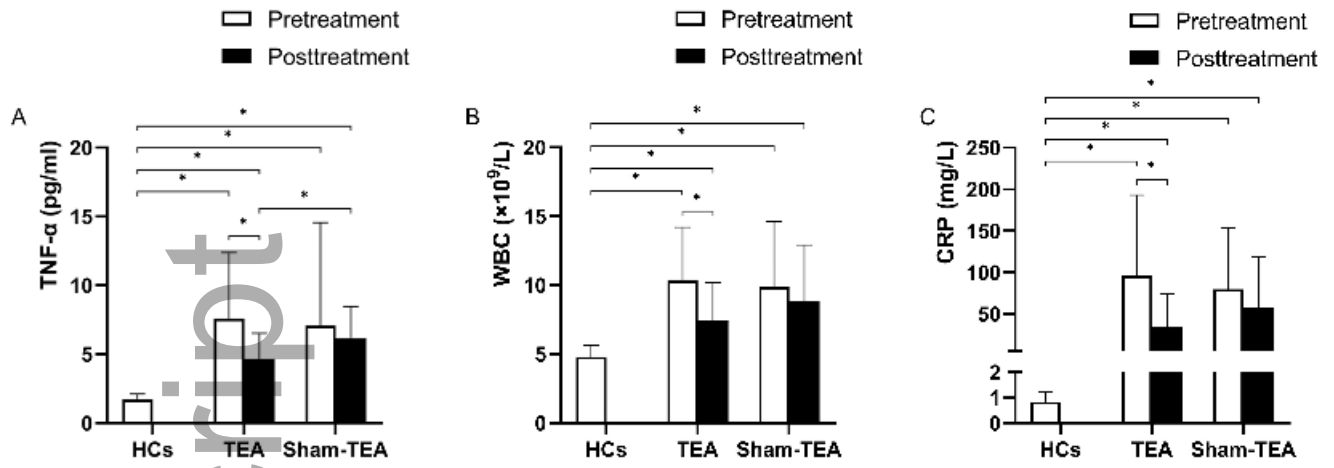 Pretreatment
Posttreatment
Pretreatment
Posttreatment
Pretreatment
Posttreatment
A
TNF-α (pg/ml)
20
15
10
5
0
*
*
*
*
*
*
HCs
TEA
Sham-TEA
B
WBC (×10⁹/L)
20
15
10
5
0
*
*
*
*
*
HCs
TEA
Sham-TEA
C
CRP (mg/L)
250
200
150
100
50
2
1
0
*
*
*
*
*
HCs
TEA
Sham-TEA